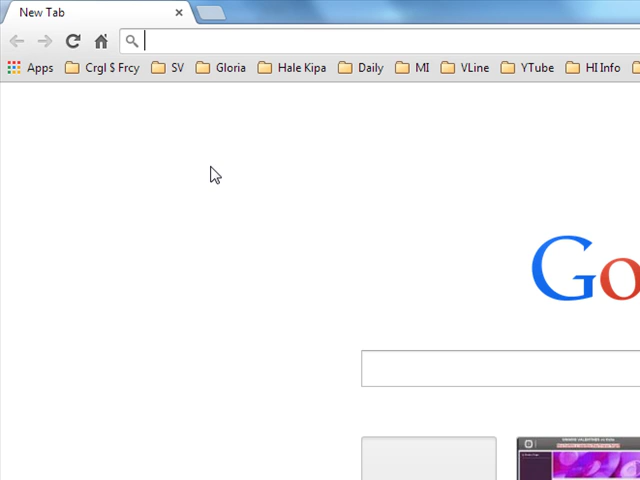 New Tab
Apps Crgl $ Frcy SV Gloria Hale Kipa Daily MI VLine YTube HI Info
Go